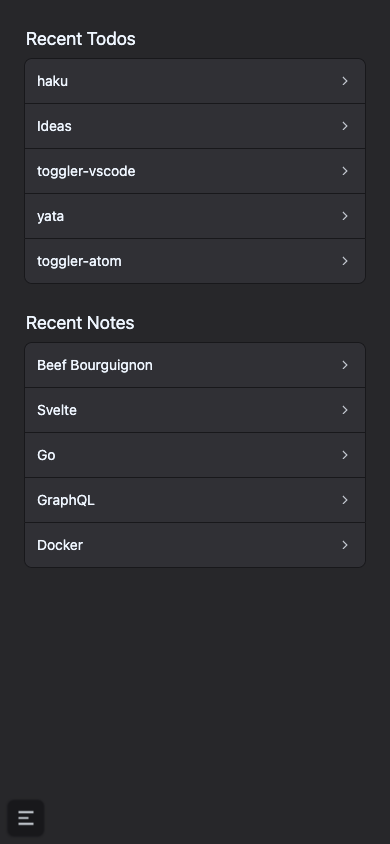 Recent Todos
haku
Ideas
toggler-vscode
yata
toggler-atom
Recent Notes
Beef Bourguignon
Svelte
Go
GraphQL
Docker